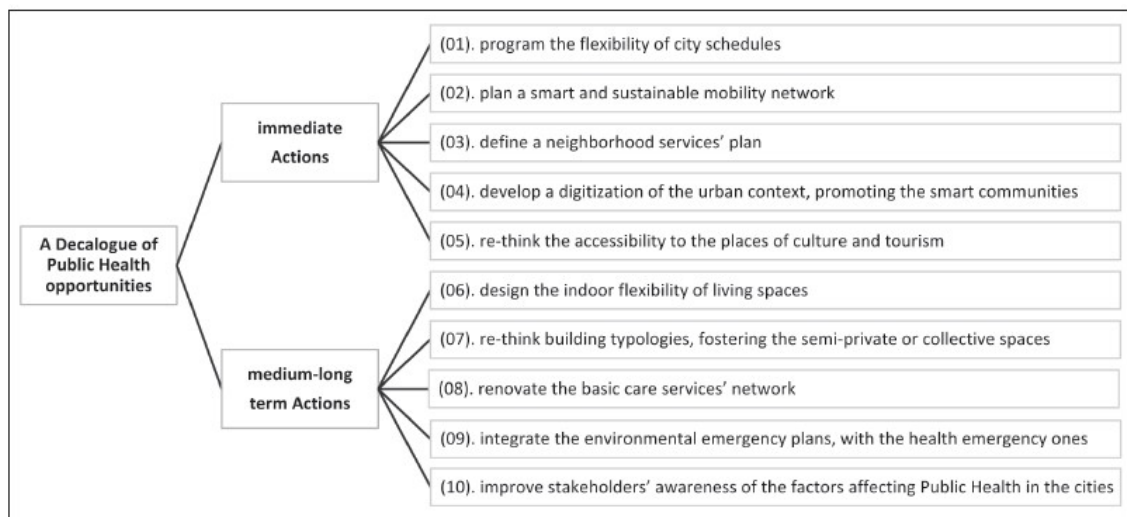 A Decalogue of
Public Health
opportunities
immediate
Actions
(01). program the flexibility of city schedules
(02). plan a smart and sustainable mobility network
(03). define a neighborhood services’ plan
(04). develop a digitization of the urban context, promoting the smart communities
(05). re-think the accessibility to the places of culture and tourism
medium-long
term Actions
(06). design the indoor flexibility of living spaces
(07). re-think building typologies, fostering the semi-private or collective spaces
(08). renovate the basic care services’ network
(09). integrate the environmental emergency plans, with the health emergency ones
(10). improve stakeholders’ awareness of the factors affecting Public Health in the cities